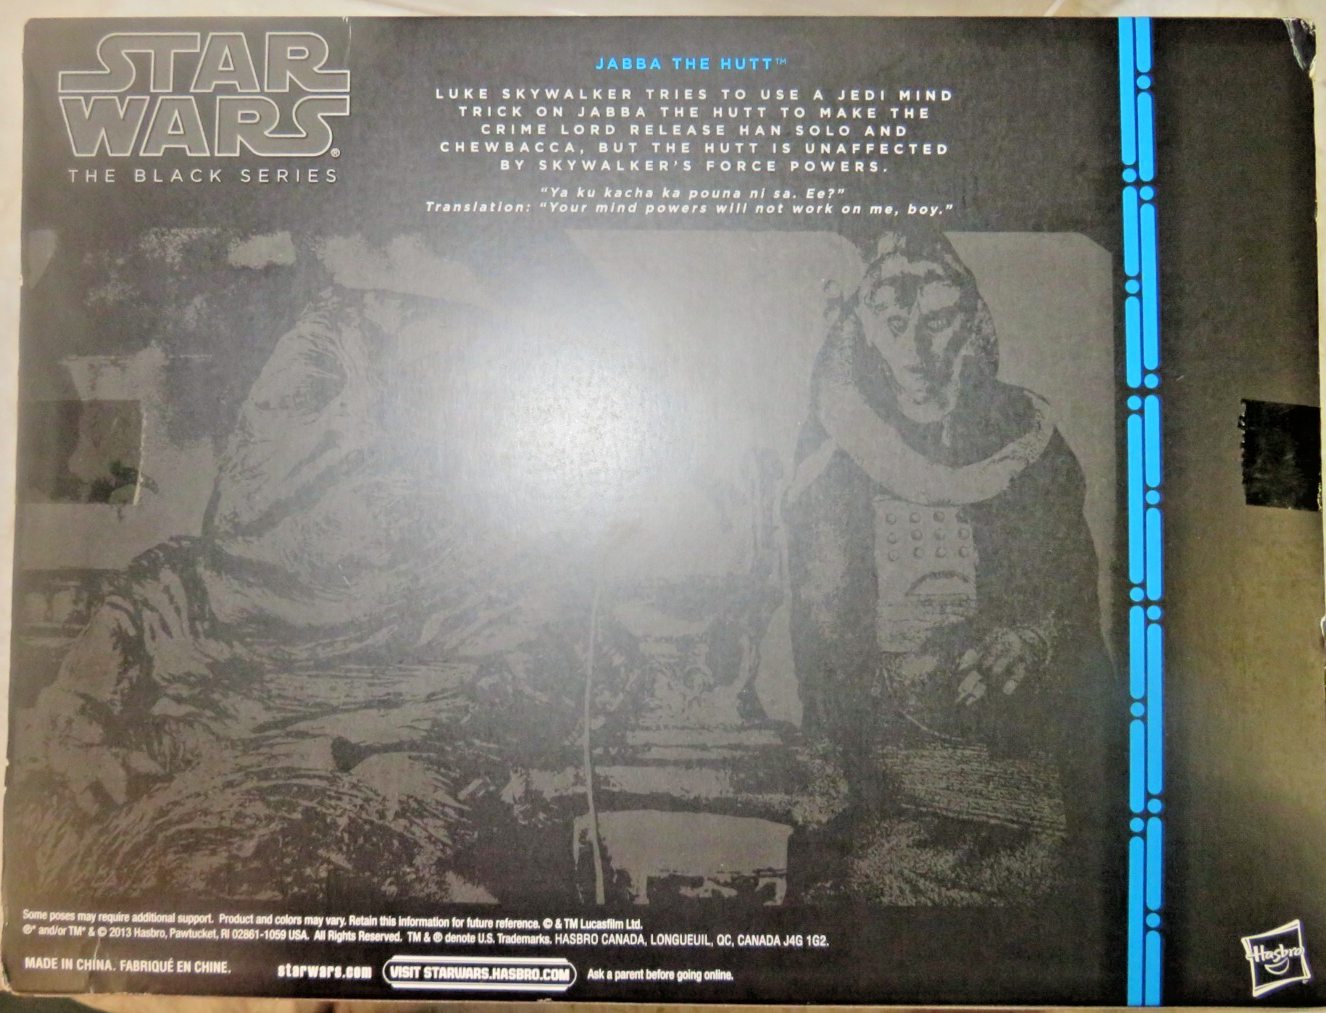 STAR
WARS®
THE BLACK SERIES
JABBA THE HUTT™
LUKE SKYWALKER TRIES TO USE A JEDI MIND
TRICK ON JABBA THE HUTT TO MAKE THE
CRIME LORD RELEASE HAN SOLO AND
CHEWBACCA, BUT THE HUTT IS UNAFFECTED
BY SKYWALKER'S FORCE POWERS.
"Ya ku kacha ka pouna ni sa. Ee?"
Translation: "Your mind powers will not work on me, boy."
Some poses may require additional support. Product and colors may vary. Retain this information for future reference. © & TM Lucasfilm Ltd.
®* and/or TM* & © 2013 Hasbro, Pawtucket, RI 02861-1059 USA. All Rights Reserved. TM & ® denote U.S. Trademarks. HASBRO CANADA, LONGUEUIL, QC, CANADA J4G 1G2.
MADE IN CHINA. FABRIQUÉ EN CHINE.
starwars.com
VISIT STARWARS.HASBRO.COM
Ask a parent before going online.
Hasbro